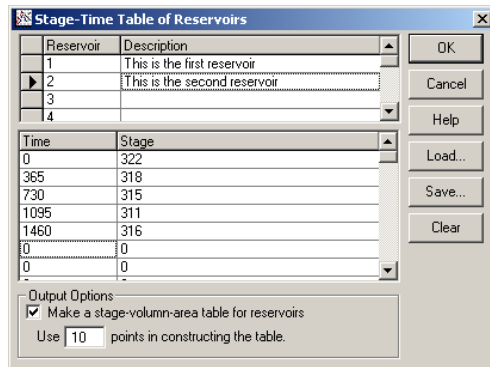 Stage-Time Table of Reservoirs
Reservoir Description
1 This is the first reservoir
2 This is the second reservoir
3
4
OK
Cancel
Help
Load...
Save...
Clear
Time Stage
0 322
365 318
730 315
1095 311
1460 316
0 0
0 0
Output Options
Make a stage-volumn-area table for reservoirs
Use 10 points in constructing the table.